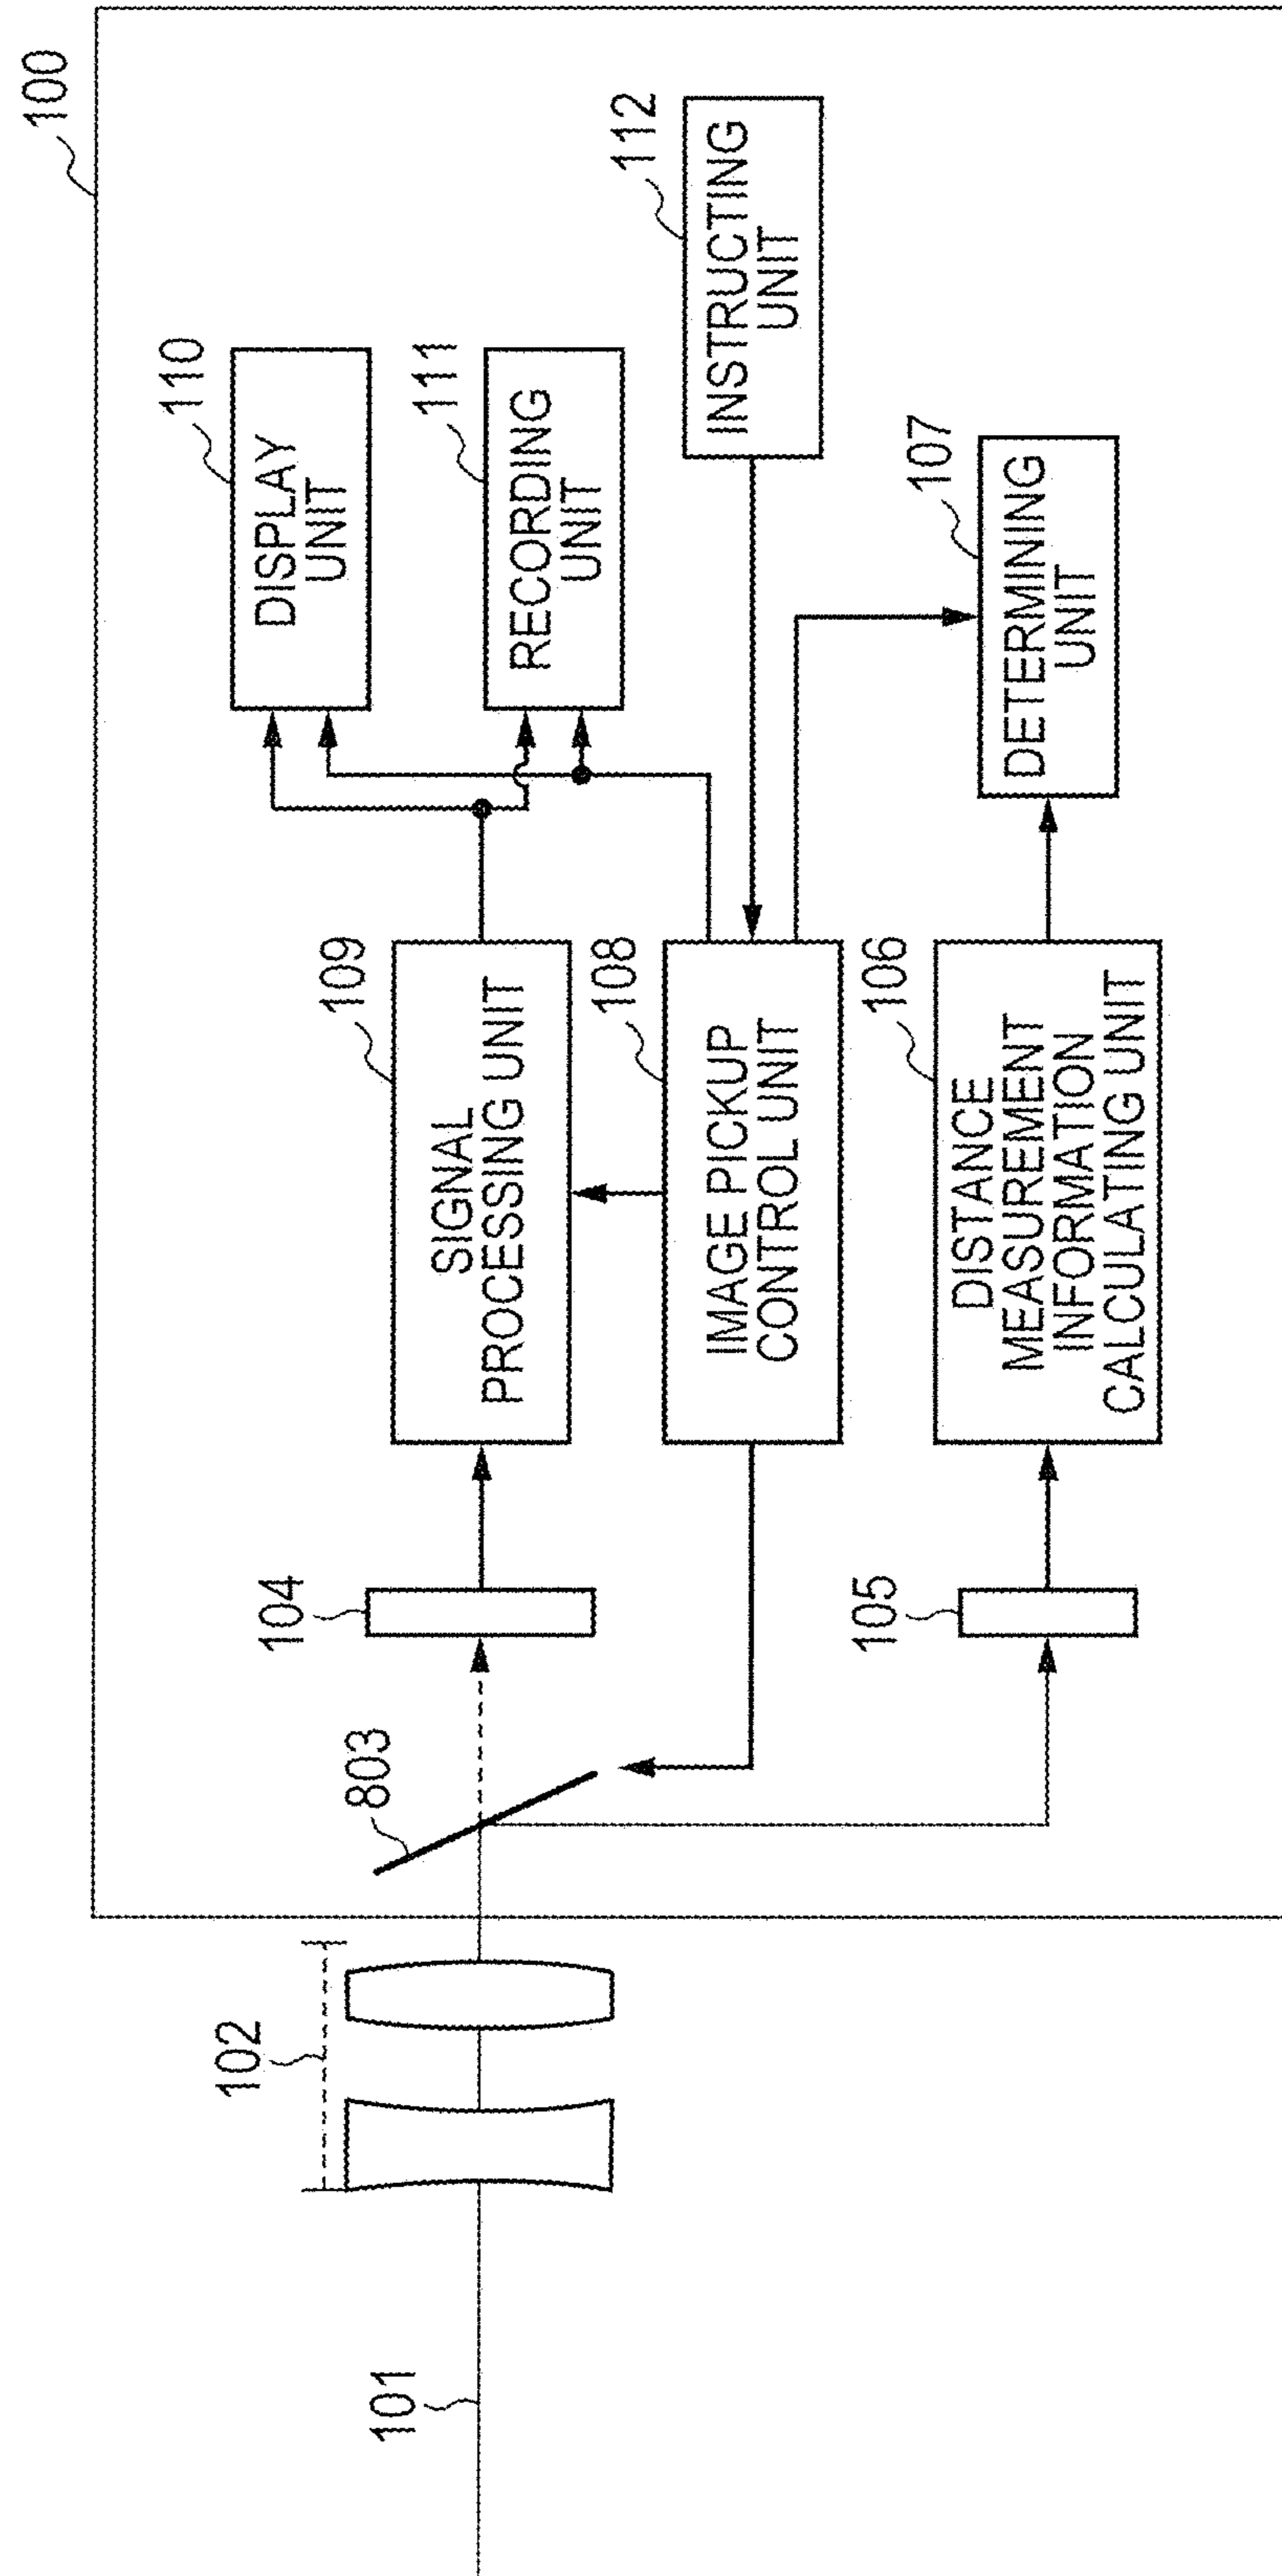 100
110
DISPLAY
UNIT
111
RECORDING
UNIT
112
INSTRUCTING
UNIT
107
DETERMINING
UNIT
109
SIGNAL
PROCESSING UNIT
108
IMAGE PICKUP
CONTROL UNIT
106
DISTANCE
MEASUREMENT
INFORMATION
CALCULATING UNIT
104
105
803
102
101